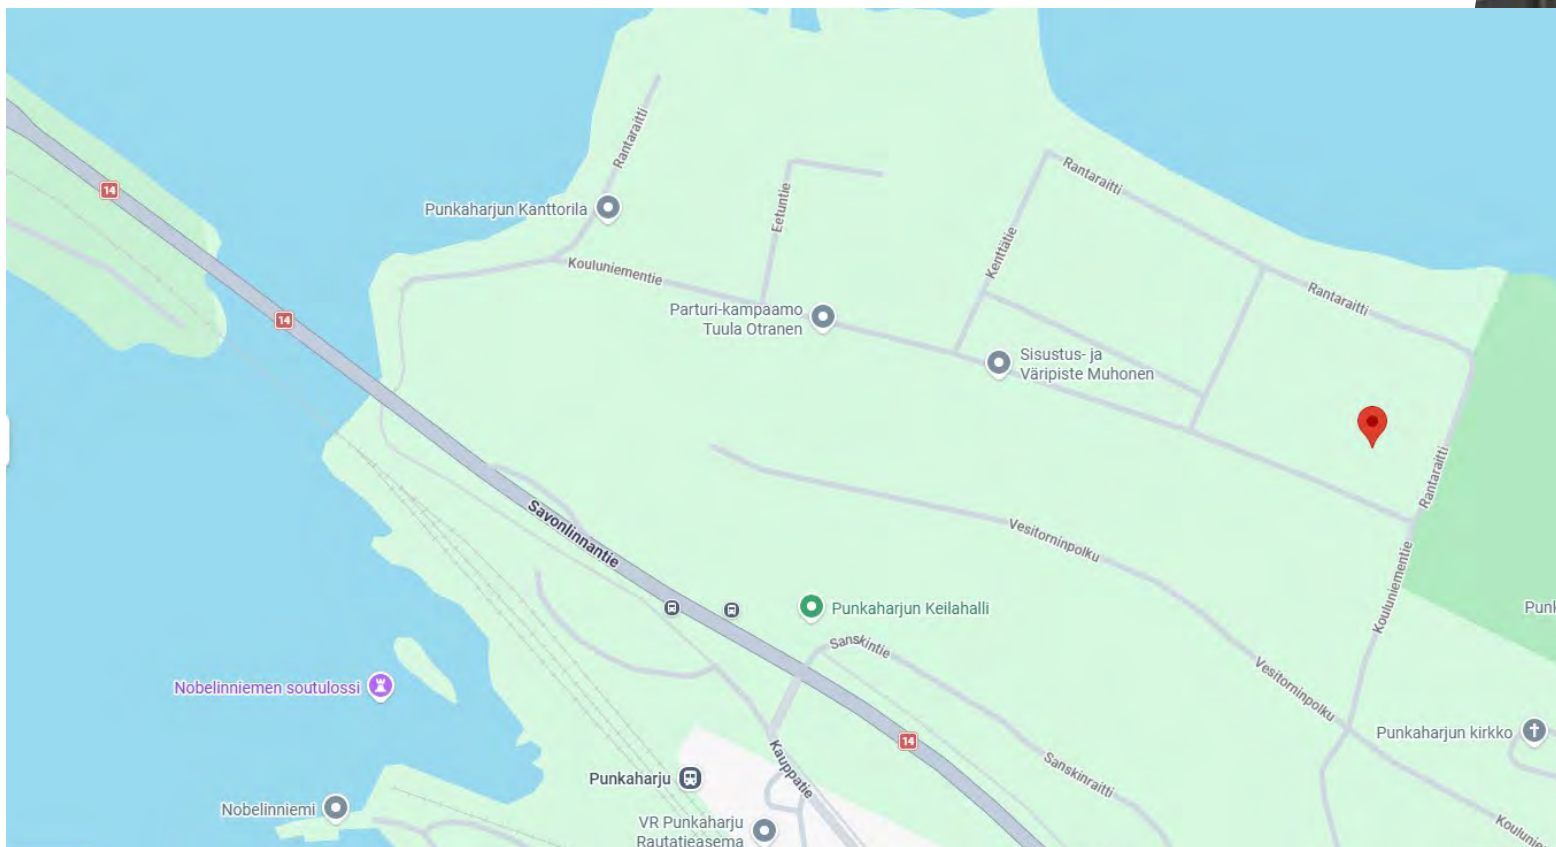 Rantaraitti
14
Punkaharjun Kanttorila
Eetuntie
Kouluniementie
Rantaraitti
Kenttätie
Rantaraitti
14
Parturi-kampaamo
Tuula Otranen
Sisustus- ja
Väripiste Muhonen
Rantaraitti
Savonlinnantie
Vesitorninpolku
Kouluniementie
Punkaharjun Keilahalli
Punk
Sanskintie
Nobelinniemen soutulossi
Vesitorninpolku
Punkaharjun kirkko
14
Kauppatie
Sanskinraitti
Punkaharju
Nobelinniemi
VR Punkaharju
Rautatieasema
Koulunie